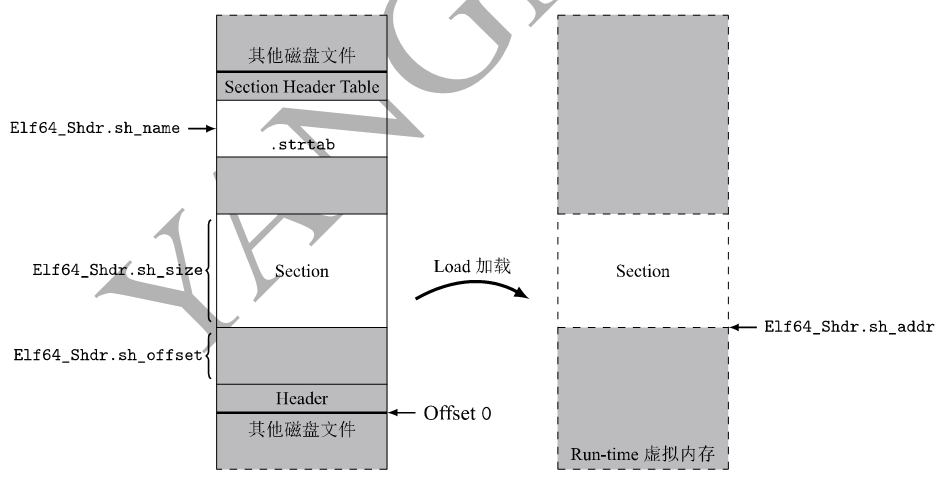 其他磁盘文件
Section Header Table
Elf64_Shdr.sh_name
.strtab
Elf64_Shdr.sh_size
Section
Load 加载
Section
Elf64_Shdr.sh_addr
Elf64_Shdr.sh_offset
Header
Offset 0
其他磁盘文件
Run-time 虚拟内存